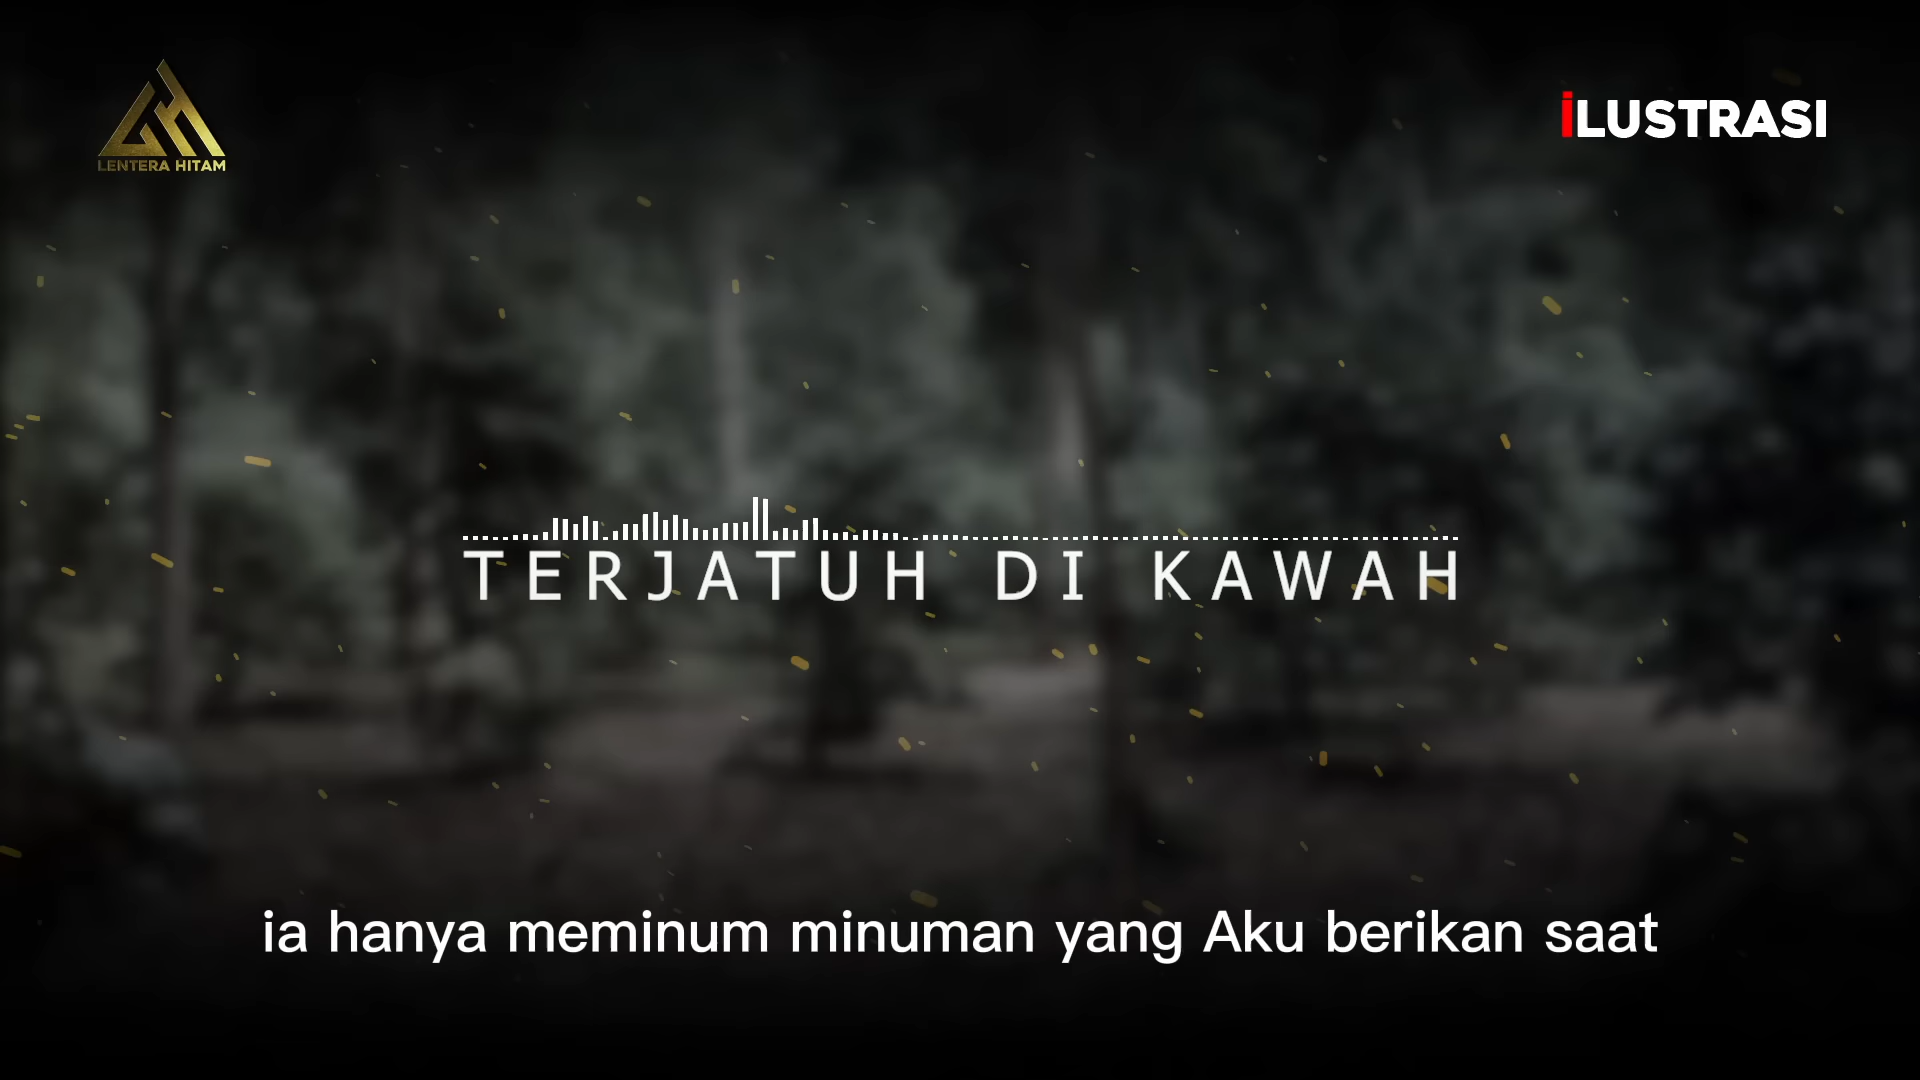 LENTERA HITAM
iLUSTRASI
TERJATUH DI KAWAH
ia hanya meminum minuman yang Aku berikan saat